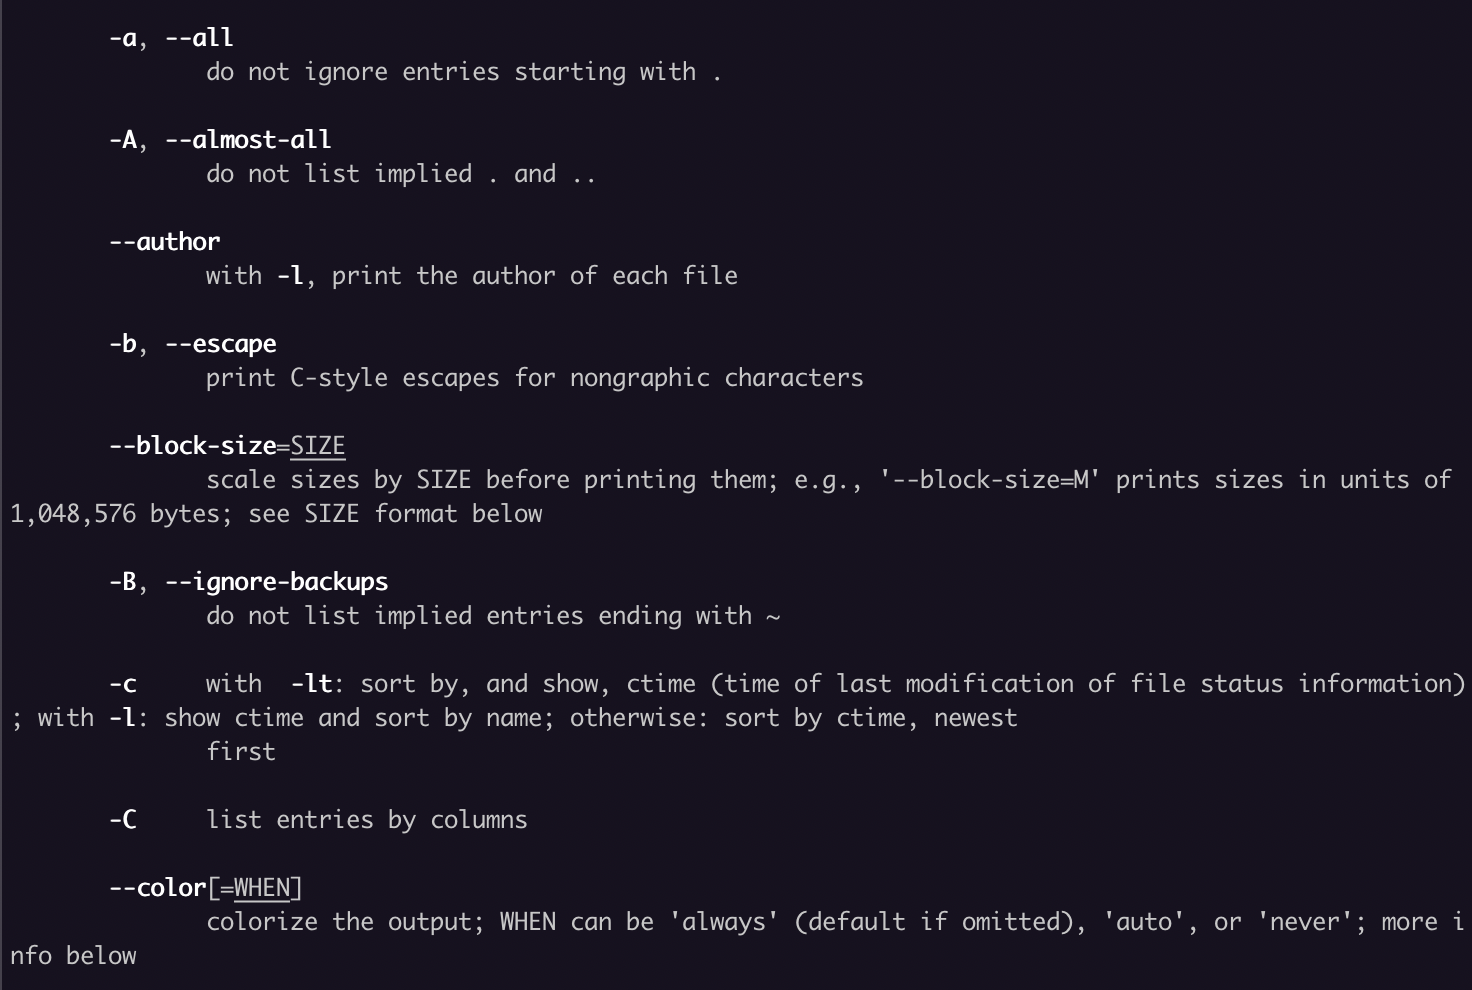 -a, --all
do not ignore entries starting with .
-A, --almost-all
do not list implied . and ..
--author
with -l, print the author of each file
-b, --escape
print C-style escapes for nongraphic characters
--block-size=SIZE
scale sizes by SIZE before printing them; e.g., '--block-size=M' prints sizes in units of
1,048,576 bytes; see SIZE format below
-B, --ignore-backups
do not list implied entries ending with ~
-c     with  -lt: sort by, and show, ctime (time of last modification of file status information)
; with -l: show ctime and sort by name; otherwise: sort by ctime, newest
first
-C     list entries by columns
--color[=WHEN]
colorize the output; WHEN can be 'always' (default if omitted), 'auto', or 'never'; more i
nfo below